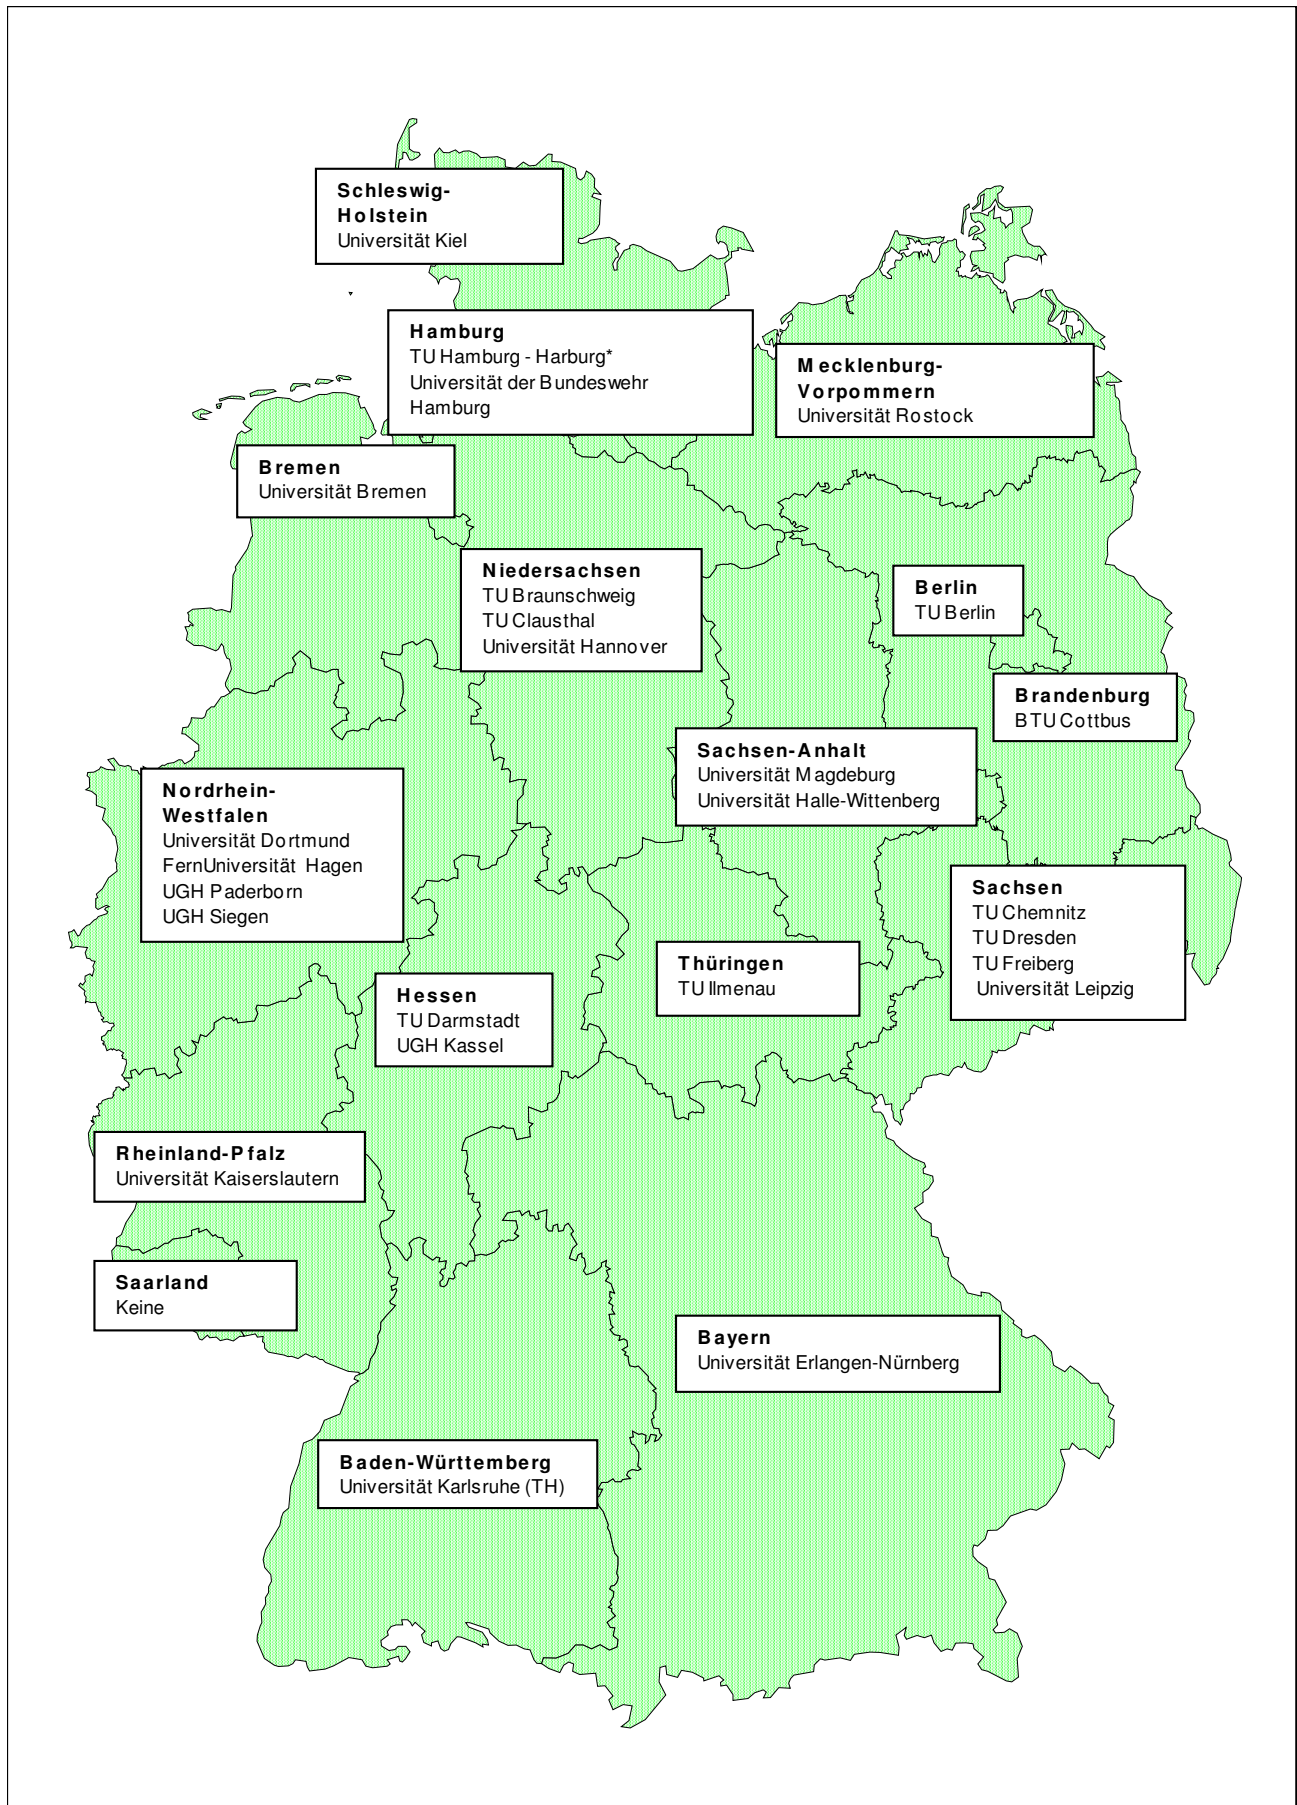 Schleswig-
Holstein
Universität Kiel
Hamburg
TU Hamburg - Harburg*
Universität der Bundeswehr
Hamburg
Mecklenburg-
Vorpommern
Universität Rostock
Bremen
Universität Bremen
Niedersachsen
TU Braunschweig
TU Clausthal
Universität Hannover
Berlin
TU Berlin
Brandenburg
BTU Cottbus
Sachsen-Anhalt
Universität Magdeburg
Universität Halle-Wittenberg
Nordrhein-
Westfalen
Universität Dortmund
FernUniversität Hagen
UGH Paderborn
UGH Siegen
Sachsen
TU Chemnitz
TU Dresden
TU Freiberg
Universität Leipzig
Thüringen
TU Ilmenau
Hessen
TU Darmstadt
UGH Kassel
Rheinland-Pfalz
Universität Kaiserslautern
Saarland
Keine
Bayern
Universität Erlangen-Nürnberg
Baden-Württemberg
Universität Karlsruhe (TH)